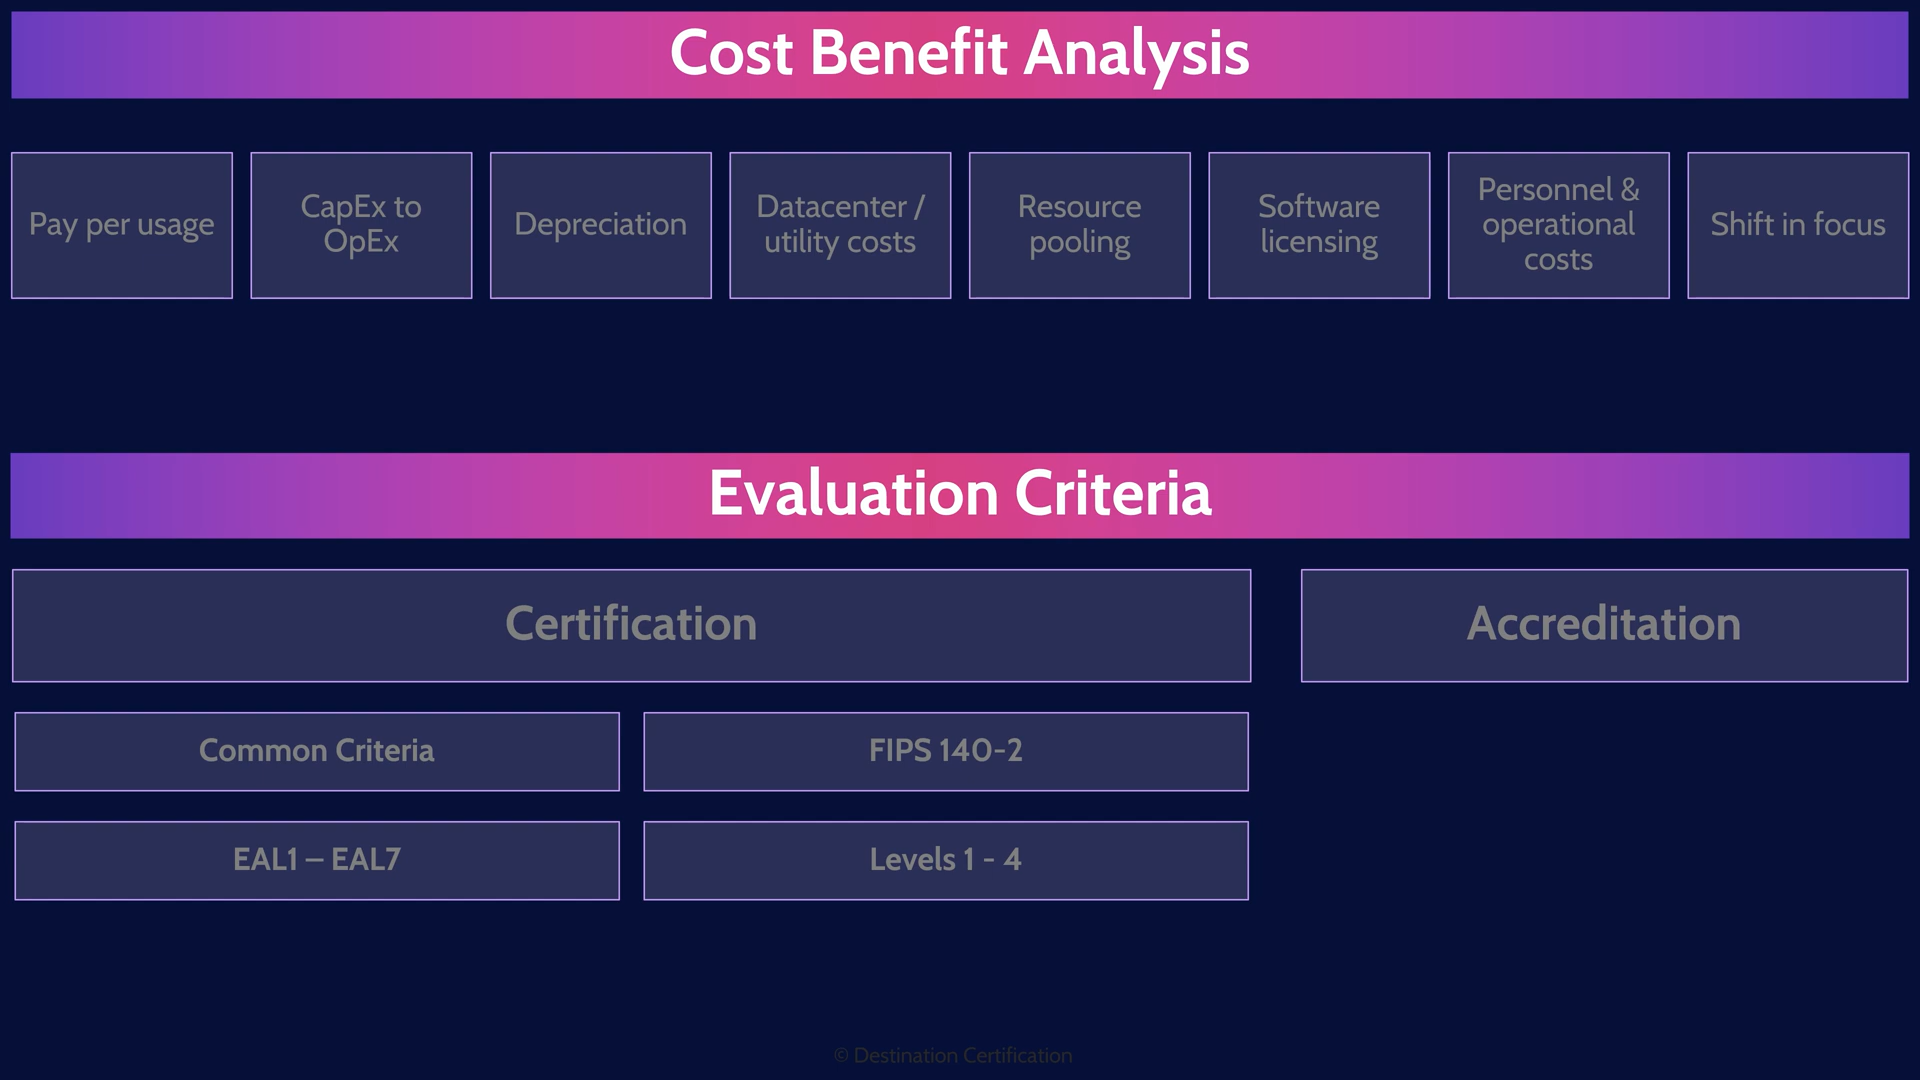 Cost Benefit Analysis
Pay per usage
CapEx to
OpEx
Depreciation
Datacenter /
utility costs
Resource
pooling
Software
licensing
Personnel &
operational
costs
Shift in focus
Evaluation Criteria
Certification
Accreditation
Common Criteria
FIPS 140-2
EAL1 – EAL7
Levels 1 - 4
© Destination Certification